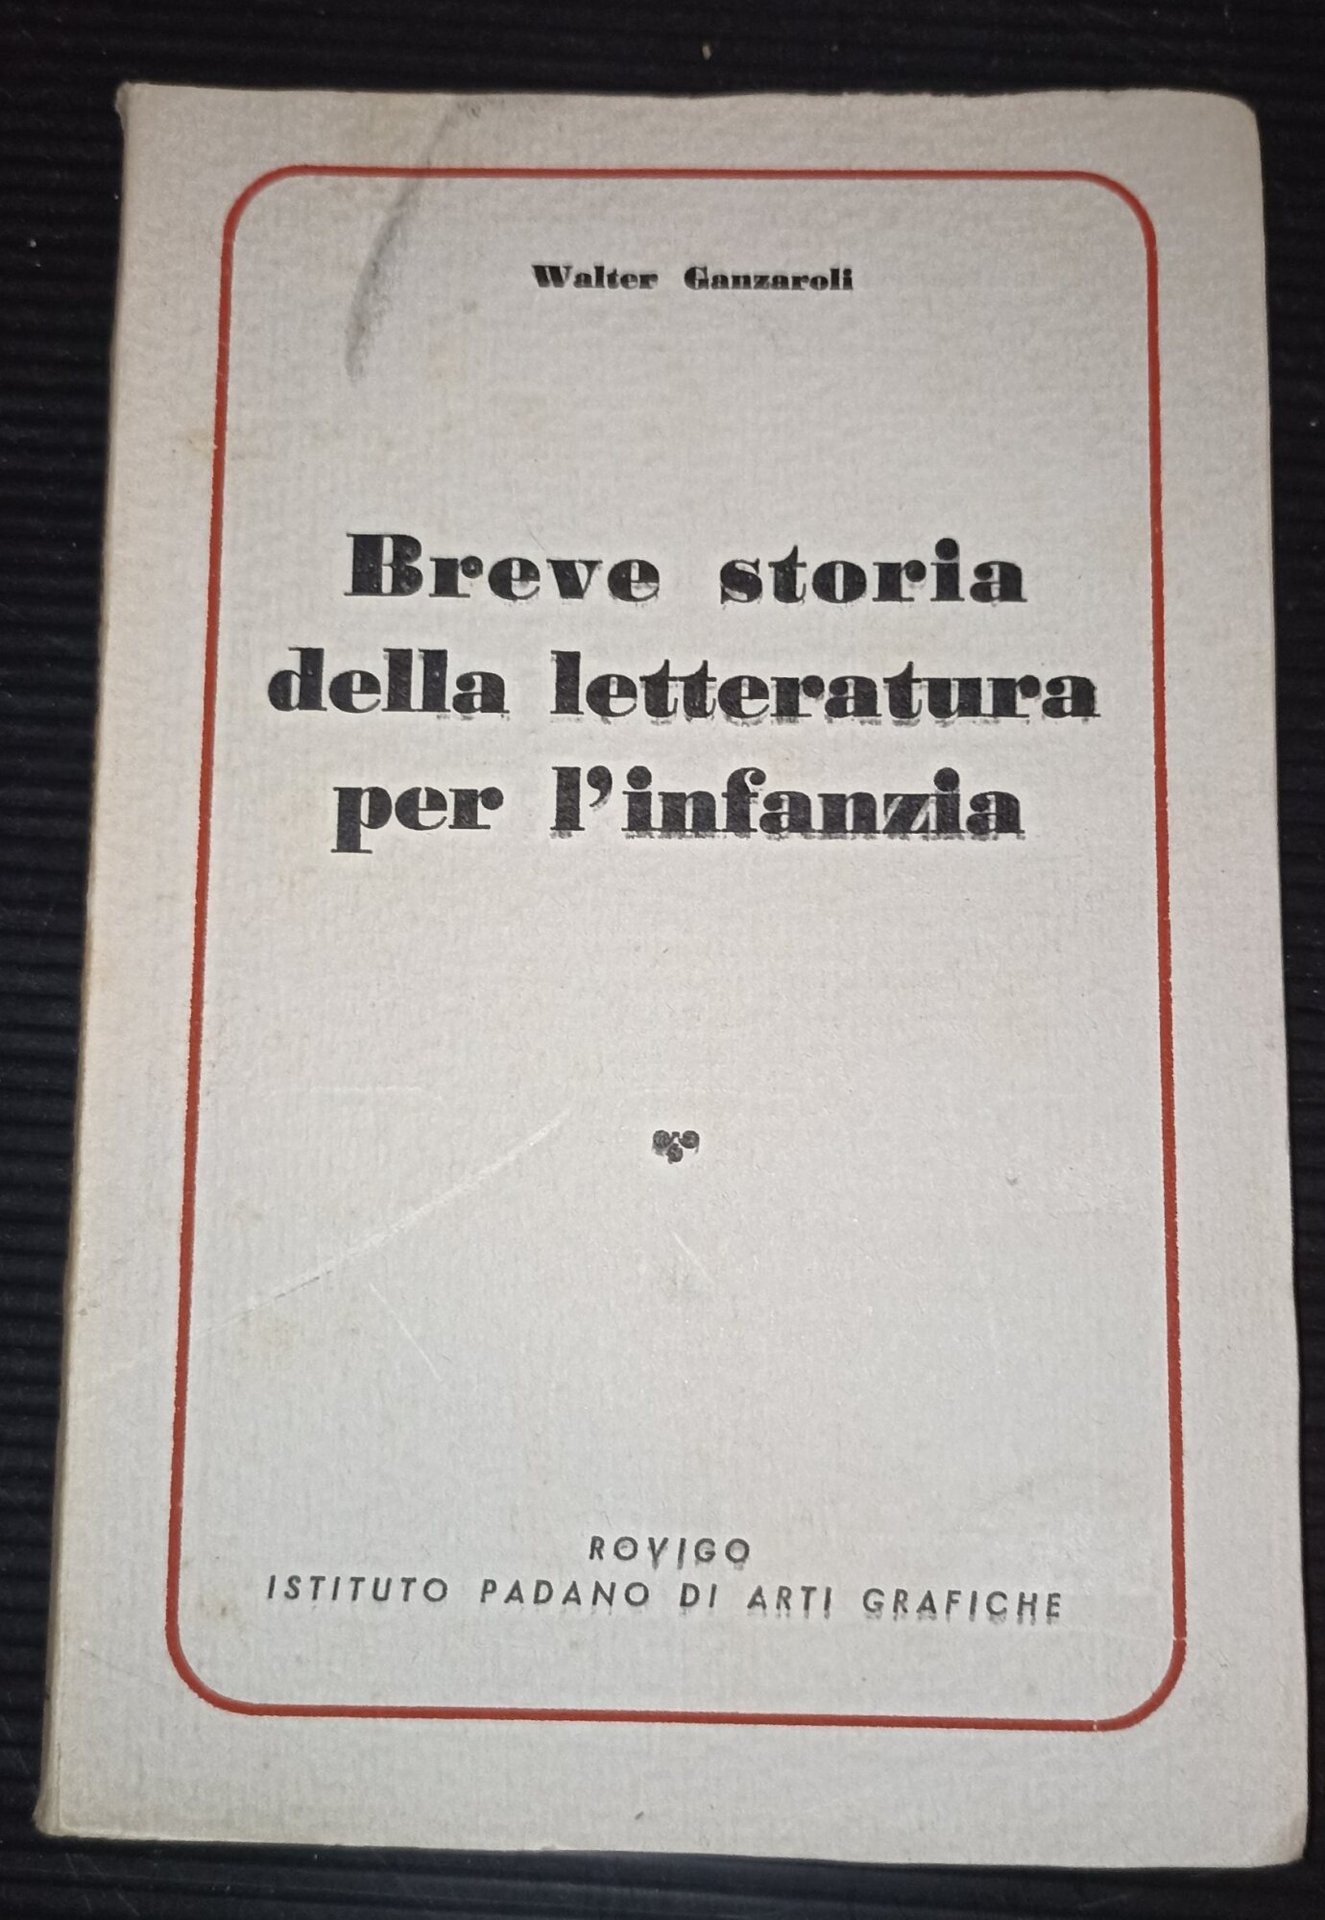 Walter Ganzaroli
Breve storia
della letteratura
per l'infanzia
ROVIGO
ISTITUTO PADANO DI ARTI GRAFICHE